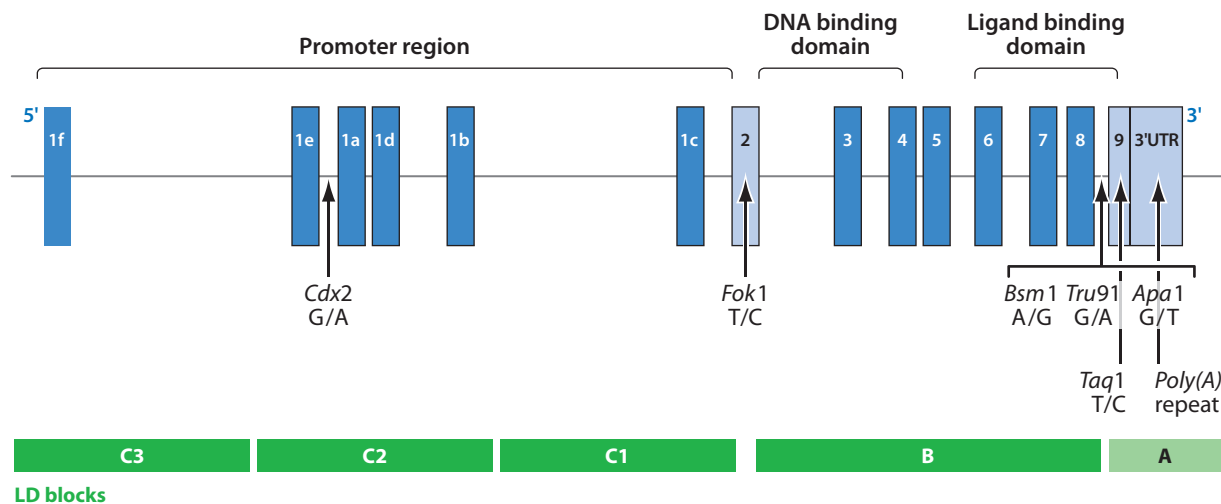 Promoter region
DNA binding
domain
Ligand binding
domain
5'
1f
1e
1a
1d
1b
1c
2
3
4
5
6
7
8
9
3'UTR
3'
Cdx2
G/A
Fok1
T/C
Bsm1
A/G
Tru91
G/A
Apa1
G/T
Taq1
T/C
Poly(A)
repeat
C3
C2
C1
B
A
LD blocks